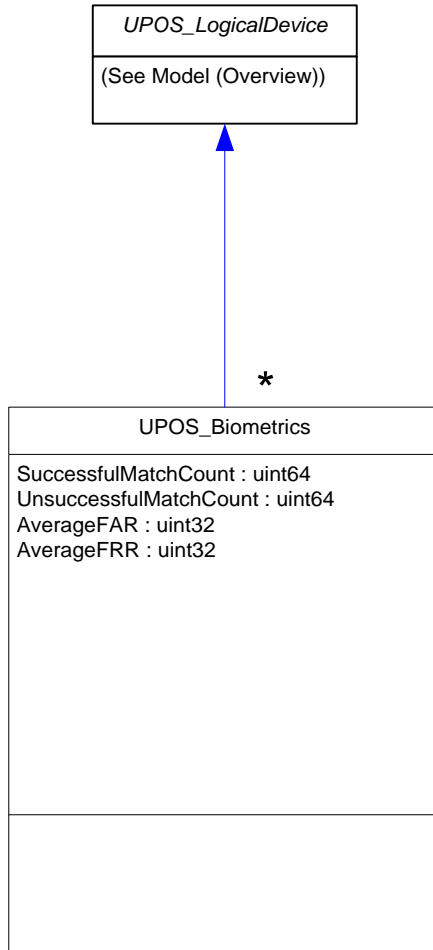 UPOS_LogicalDevice
(See Model (Overview))
*
UPOS_Biometrics
SuccessfulMatchCount : uint64
UnsuccessfulMatchCount : uint64
AverageFAR : uint32
AverageFRR : uint32